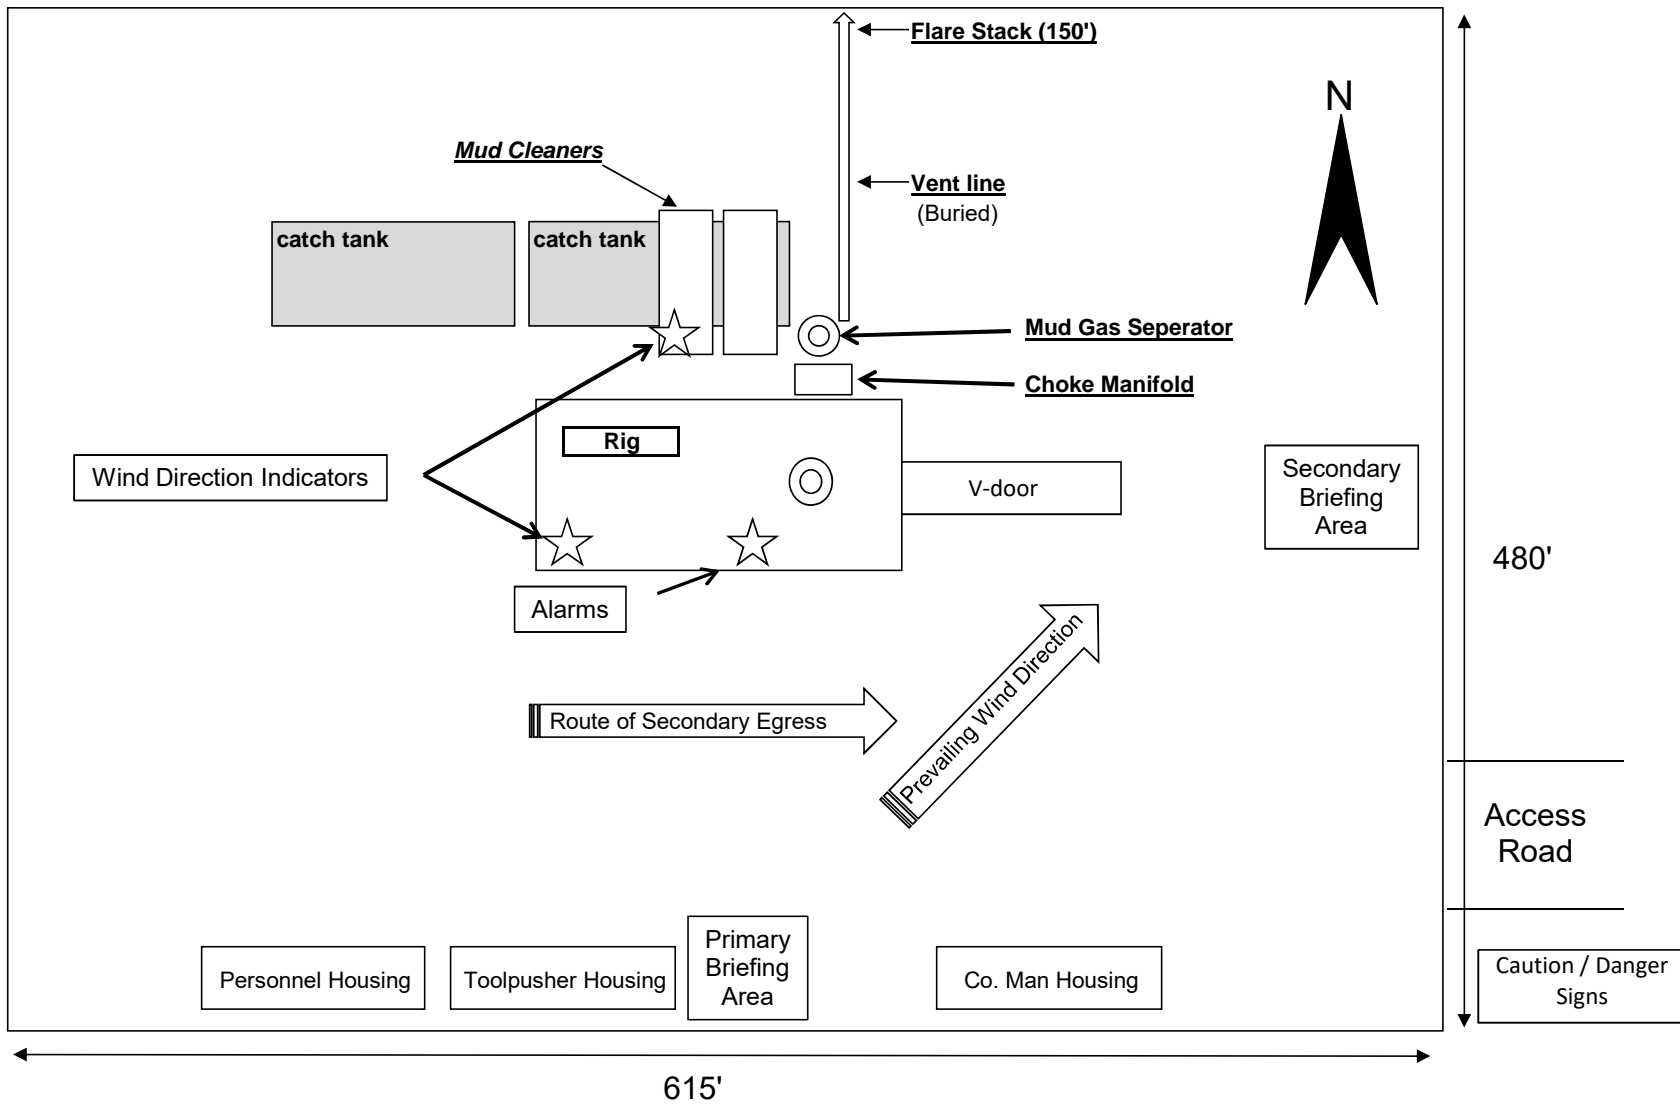 Flare Stack (150')
N
Mud Cleaners
Vent line
(Buried)
catch tank
catch tank
Mud Gas Seperator
Choke Manifold
Rig
Wind Direction Indicators
V-door
Secondary
Briefing
Area
480'
Alarms
Prevailing Wind Direction
Route of Secondary Egress
Access
Road
Primary
Briefing
Area
Personnel Housing
Toolpusher Housing
Co. Man Housing
Caution / Danger
Signs
615'